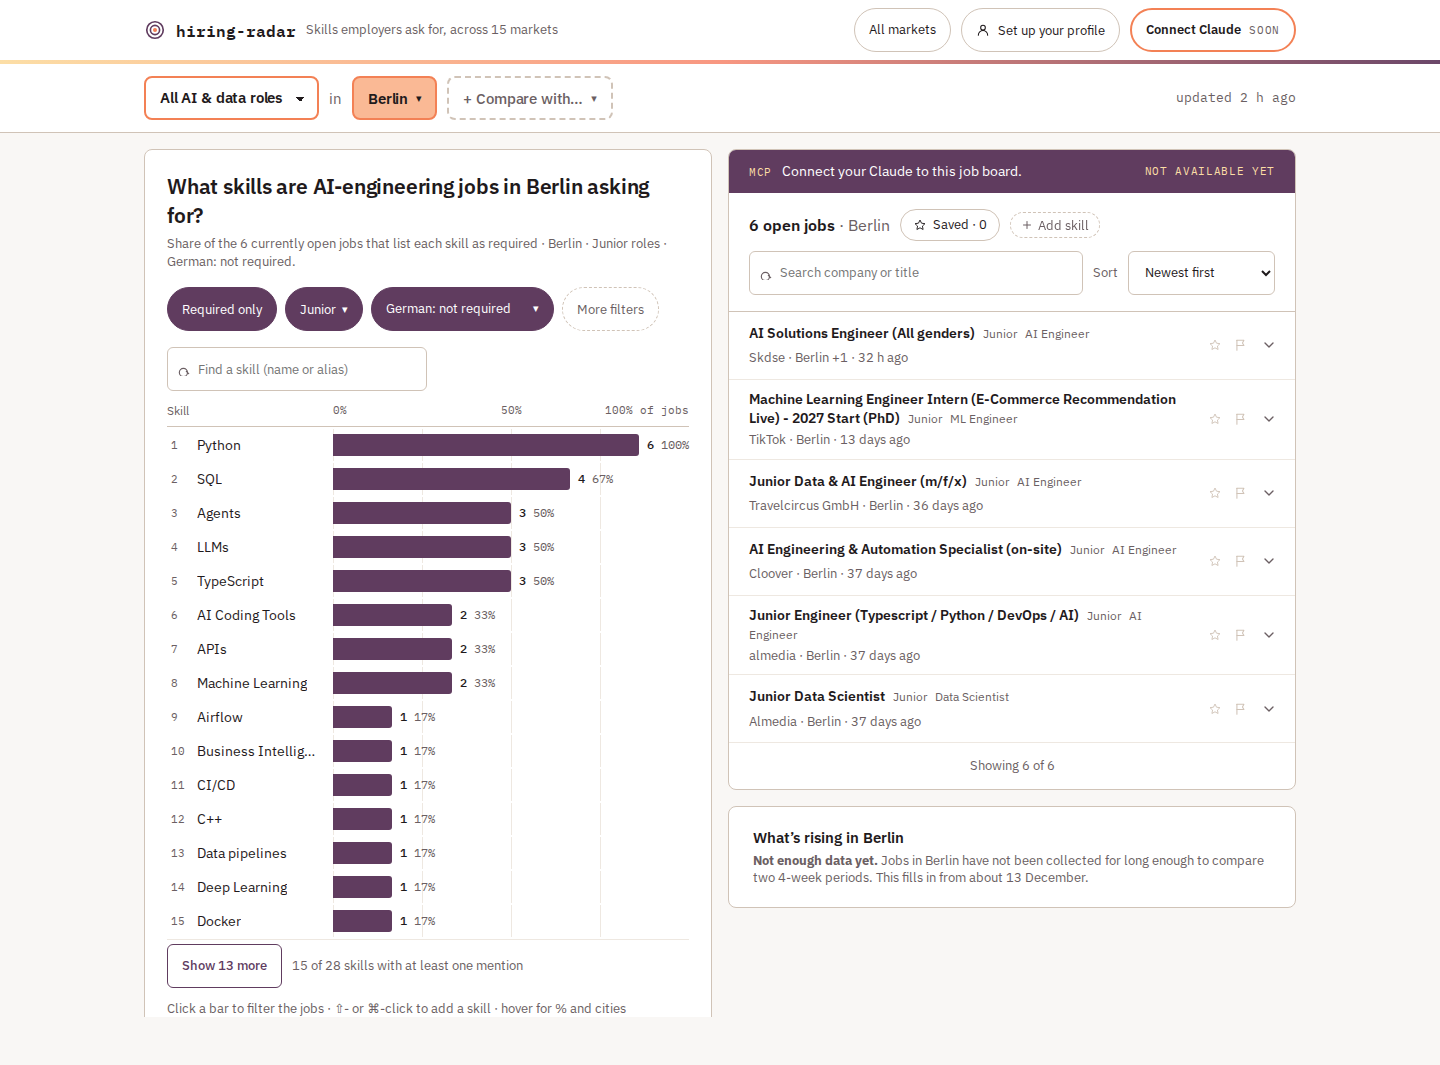 hiring-radar Skills employers ask for, across 15 markets
All markets
Set up your profile
Connect Claude SOON
All AI & data roles in Berlin ▾ + Compare with... ▾
updated 2 h ago
What skills are AI-engineering jobs in Berlin asking
for?
Share of the 6 currently open jobs that list each skill as required · Berlin · Junior roles ·
German: not required.
Required only
Junior ▾
German: not required ▾
More filters
Find a skill (name or alias)
Skill 0% 50% 100% of jobs
1 Python 6 100%
2 SQL 4 67%
3 Agents 3 50%
4 LLMs 3 50%
5 TypeScript 3 50%
6 AI Coding Tools 2 33%
7 APIs 2 33%
8 Machine Learning 2 33%
9 Airflow 1 17%
10 Business Intellig... 1 17%
11 CI/CD 1 17%
12 C++ 1 17%
13 Data pipelines 1 17%
14 Deep Learning 1 17%
15 Docker 1 17%
Show 13 more 15 of 28 skills with at least one mention
Click a bar to filter the jobs · ⇧- or ⌘-click to add a skill · hover for % and cities
MCP Connect your Claude to this job board. NOT AVAILABLE YET
6 open jobs · Berlin
Saved · 0
+ Add skill
Search company or title
Sort Newest first
AI Solutions Engineer (All genders) Junior AI Engineer
Skdse · Berlin +1 · 32 h ago
Machine Learning Engineer Intern (E-Commerce Recommendation
Live) - 2027 Start (PhD) Junior ML Engineer
TikTok · Berlin · 13 days ago
Junior Data & AI Engineer (m/f/x) Junior AI Engineer
Travelcircus GmbH · Berlin · 36 days ago
AI Engineering & Automation Specialist (on-site) Junior AI Engineer
Cloover · Berlin · 37 days ago
Junior Engineer (Typescript / Python / DevOps / AI) Junior AI
Engineer
almedia · Berlin · 37 days ago
Junior Data Scientist Junior Data Scientist
Almedia · Berlin · 37 days ago
Showing 6 of 6
What's rising in Berlin
Not enough data yet. Jobs in Berlin have not been collected for long enough to compare
two 4-week periods. This fills in from about 13 December.